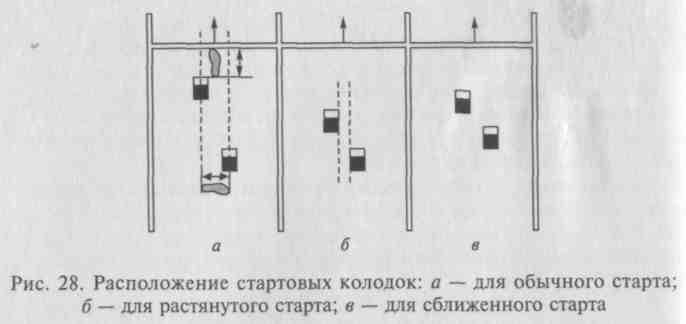 а б в
Рис. 28. Расположение стартовых колодок: а — для обычного старта;
б — для растянутого старта; в — для сближенного старта